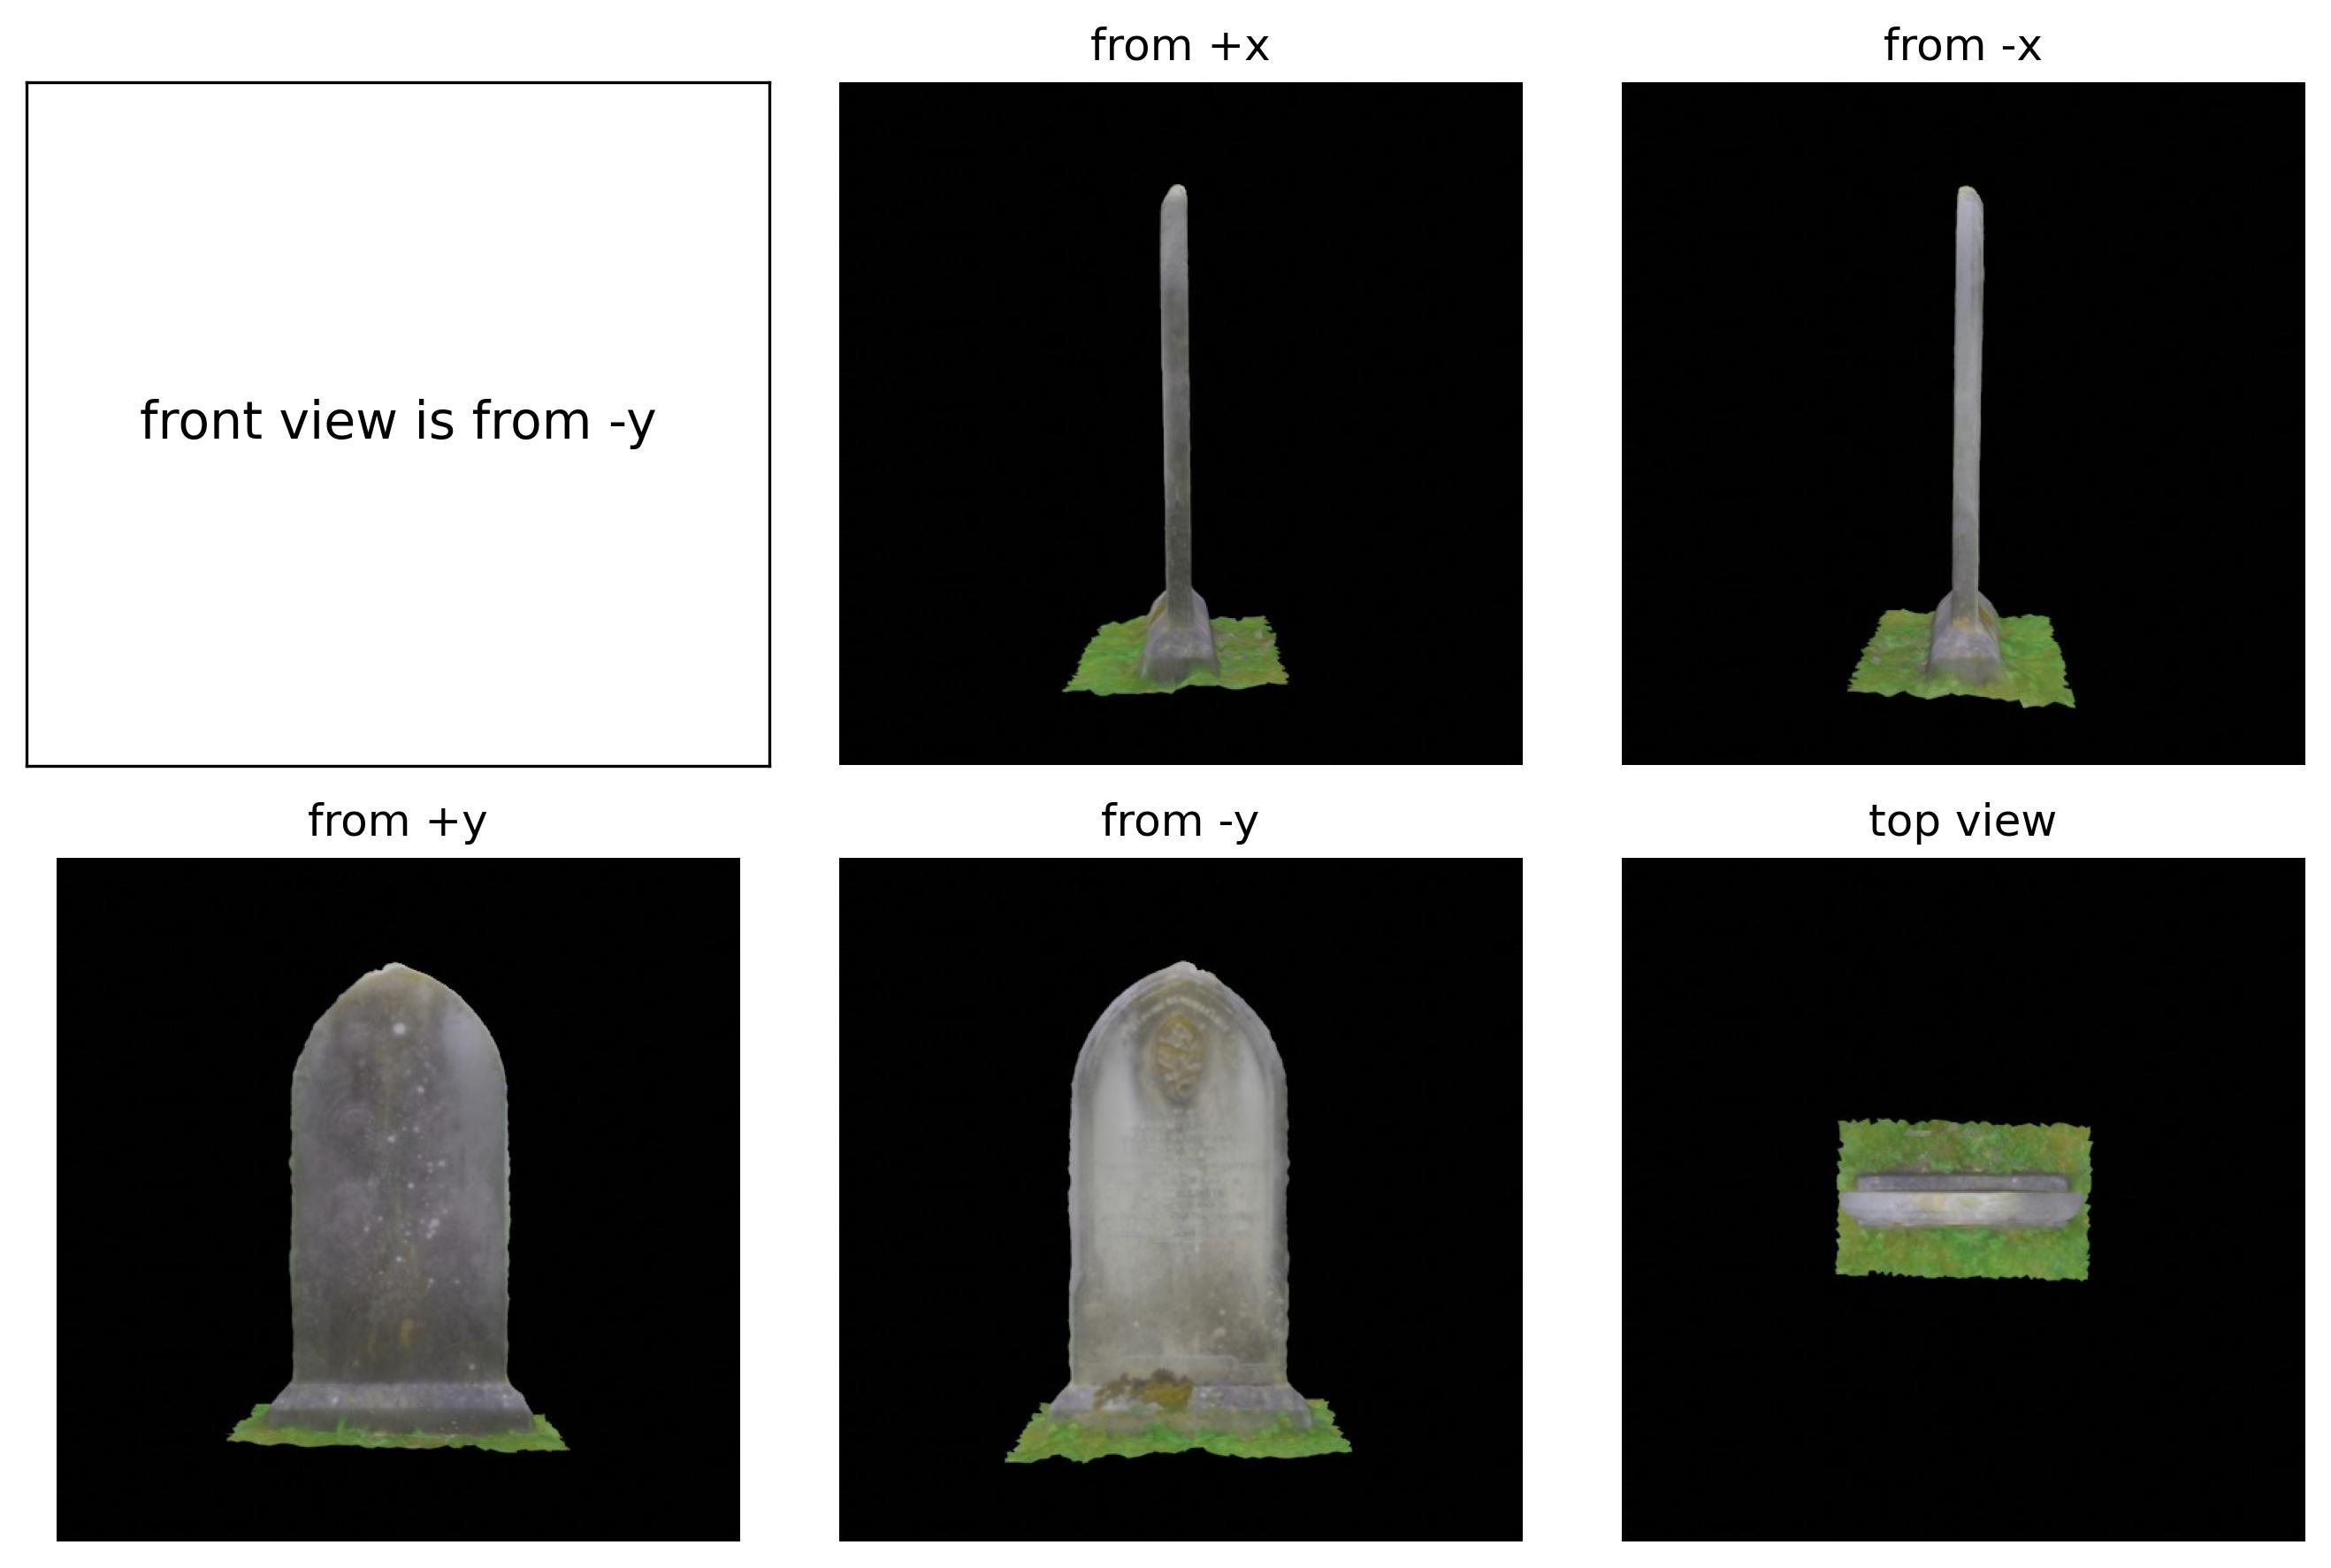 from +x
from -x
front view is from -y
from +y
from -y
top view